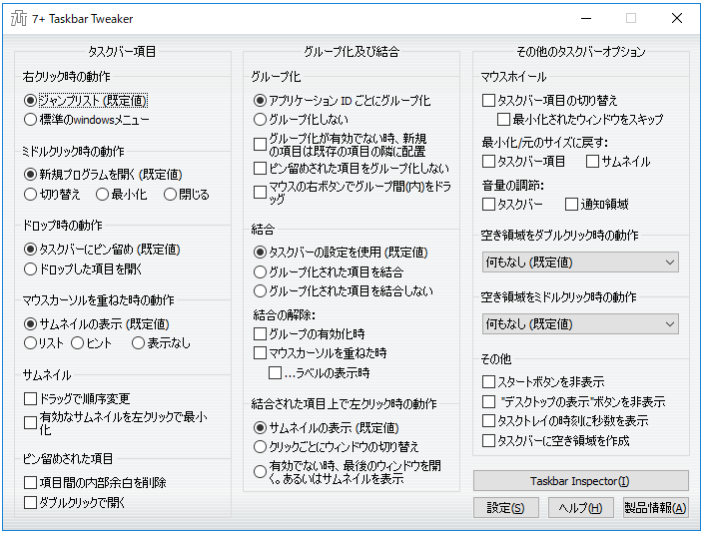 7+ Taskbar Tweaker
タスクバー項目
右クリック時の動作
ジャンプリスト (既定値)
標準のwindowsメニュー
ミドルクリック時の動作
新規プログラムを開く (既定値)
切り替え 最小化 閉じる
ドロップ時の動作
タスクバーにピン留め (既定値)
ドロップした項目を開く
マウスカーソルを重ねた時の動作
サムネイルの表示 (既定値)
リスト ヒント 表示なし
サムネイル
ドラッグで順序変更
有効なサムネイルを左クリックで最小
化
ピン留めされた項目
項目間の内部余白を削除
ダブルクリックで開く
グループ化及び結合
グループ化
アプリケーション ID ごとにグループ化
グループ化しない
グループ化が有効でない時、新規
の項目は既存の項目の隣に配置
ピン留めされた項目をグループ化しない
マウスの右ボタンでグループ間(内)をドラ
ッグ
結合
タスクバーの設定を使用 (既定値)
グループ化された項目を結合
グループ化された項目を結合しない
結合の解除:
グループの有効化時
マウスカーソルを重ねた時
...ラベルの表示時
結合された項目上で左クリック時の動作
サムネイルの表示 (既定値)
クリックごとにウィンドウの切り替え
有効でない時、最後のウィンドウを開
く。あるいはサムネイルを表示
その他のタスクバーオプション
マウスホイール
タスクバー項目の切り替え
最小化されたウィンドウをスキップ
最小化/元のサイズに戻す:
タスクバー項目 サムネイル
音量の調節:
タスクバー 通知領域
空き領域をダブルクリック時の動作
何もなし (既定値)
空き領域をミドルクリック時の動作
何もなし (既定値)
その他
スタートボタンを非表示
"デスクトップの表示"ボタンを非表示
タスクトレイの時刻に秒数を表示
タスクバーに空き領域を作成
Taskbar Inspector(I)
設定(S) ヘルプ(H) 製品情報(A)